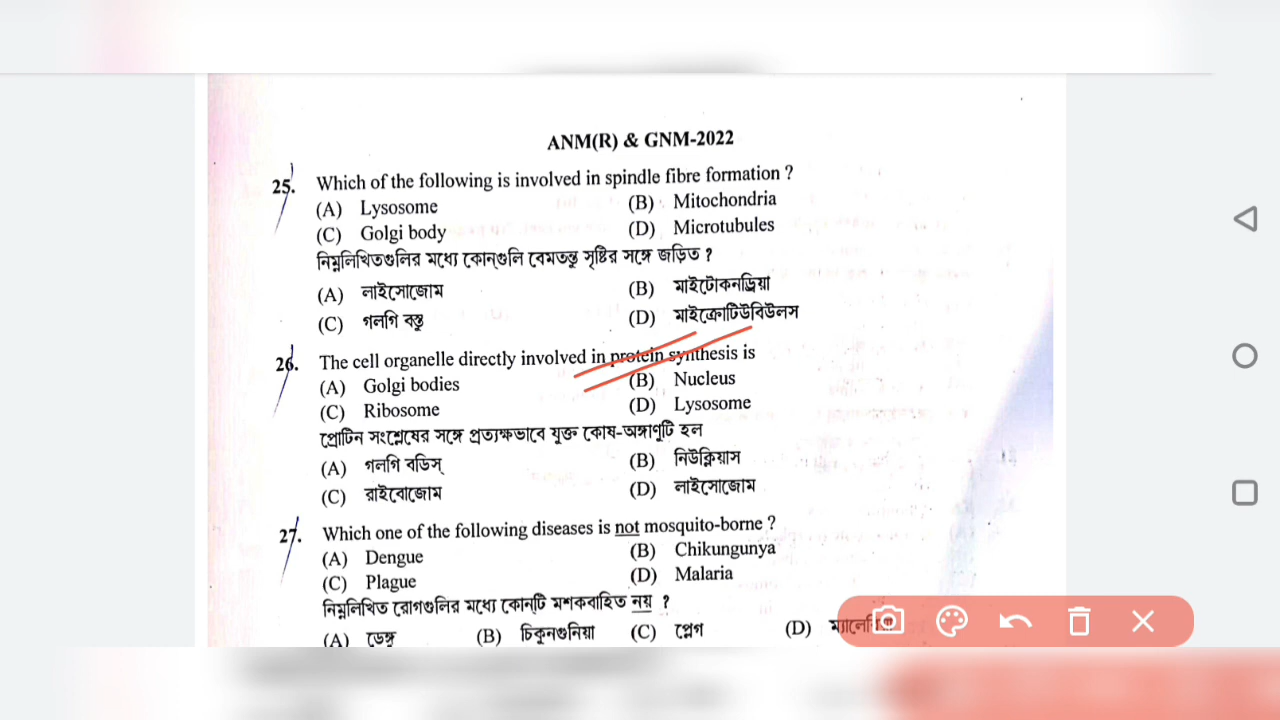 ANM(R) & GNM-2022
25. Which of the following is involved in spindle fibre formation ?
(A) Lysosome (B) Mitochondria
(C) Golgi body (D) Microtubules
নিম্নলিখিতগুলির মধ্যে কোন্‌গুলি বেমতন্তু সৃষ্টির সঙ্গে জড়িত ?
(A) লাইসোজোম (B) মাইটোকনড্রিয়া
(C) গলগি বস্তু (D) মাইক্রোটিউবিউলস
26. The cell organelle directly involved in protein synthesis is
(A) Golgi bodies (B) Nucleus
(C) Ribosome (D) Lysosome
প্রোটিন সংশ্লেষের সঙ্গে প্রত্যক্ষভাবে যুক্ত কোষ-অঙ্গাণুটি হল
(A) গলগি বডিস্ (B) নিউক্লিয়াস
(C) রাইবোজোম (D) লাইসোজোম
27. Which one of the following diseases is not mosquito-borne ?
(A) Dengue (B) Chikungunya
(C) Plague (D) Malaria
নিম্নলিখিত রোগগুলির মধ্যে কোন্‌টি মশকবাহিত নয় ?
(A) ডেঙ্গু (B) চিকুনগুনিয়া (C) প্লেগ (D)